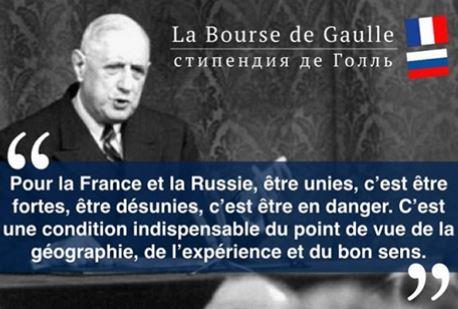 La Bourse de Gaulle
стипендия де Голль
“
Pour la France et la Russie, être unies, c’est être
fortes, être désunies, c’est être en danger. C’est
une condition indispensable du point de vue de la
géographie, de l’expérience et du bon sens.
”